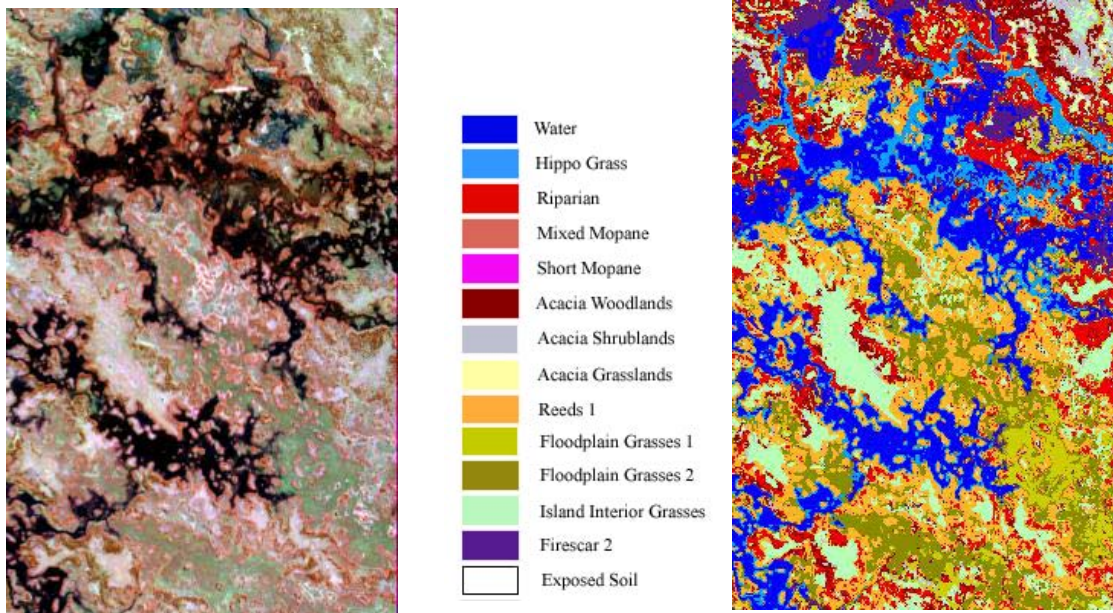 Water
Hippo Grass
Riparian
Mixed Mopane
Short Mopane
Acacia Woodlands
Acacia Shrublands
Acacia Grasslands
Reeds 1
Floodplain Grasses 1
Floodplain Grasses 2
Island Interior Grasses
Firescar 2
Exposed Soil